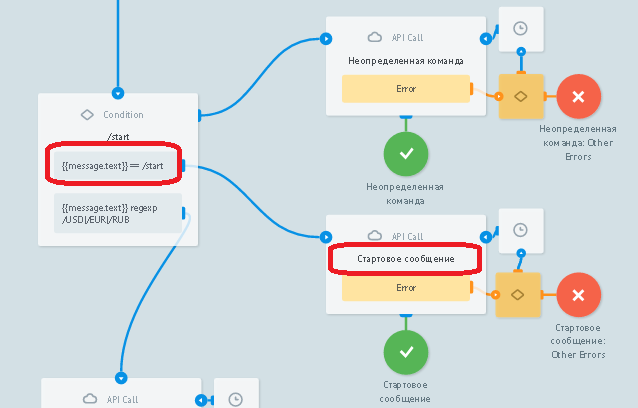 API Call
Неопределенная команда
Error
Condition
/start
{{message.text}} == /start
{{message.text}} regexp
/USD|/EUR|/RUB
Неопределенная
команда: Other
Errors
Неопределенная
команда
API Call
Стартовое сообщение
Error
Стартовое
сообщение:
Other Errors
Стартовое
сообщение
API Call